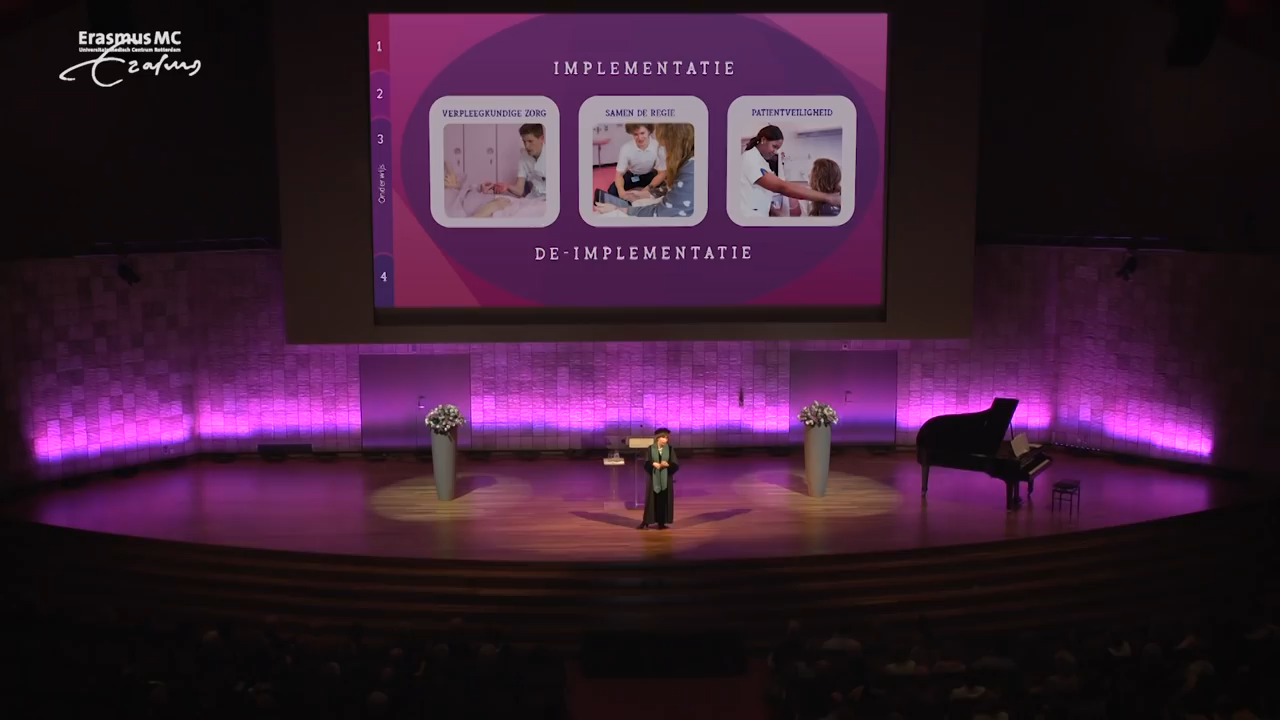 Erasmus MC
Universitair Medisch Centrum Rotterdam
Erasmus
1
2
3
Onderwijs
4
IMPLEMENTATIE
VERPLEEGKUNDIGE ZORG
SAMEN DE REGIE
PATIENTVEILIGHEID
DE-IMPLEMENTATIE